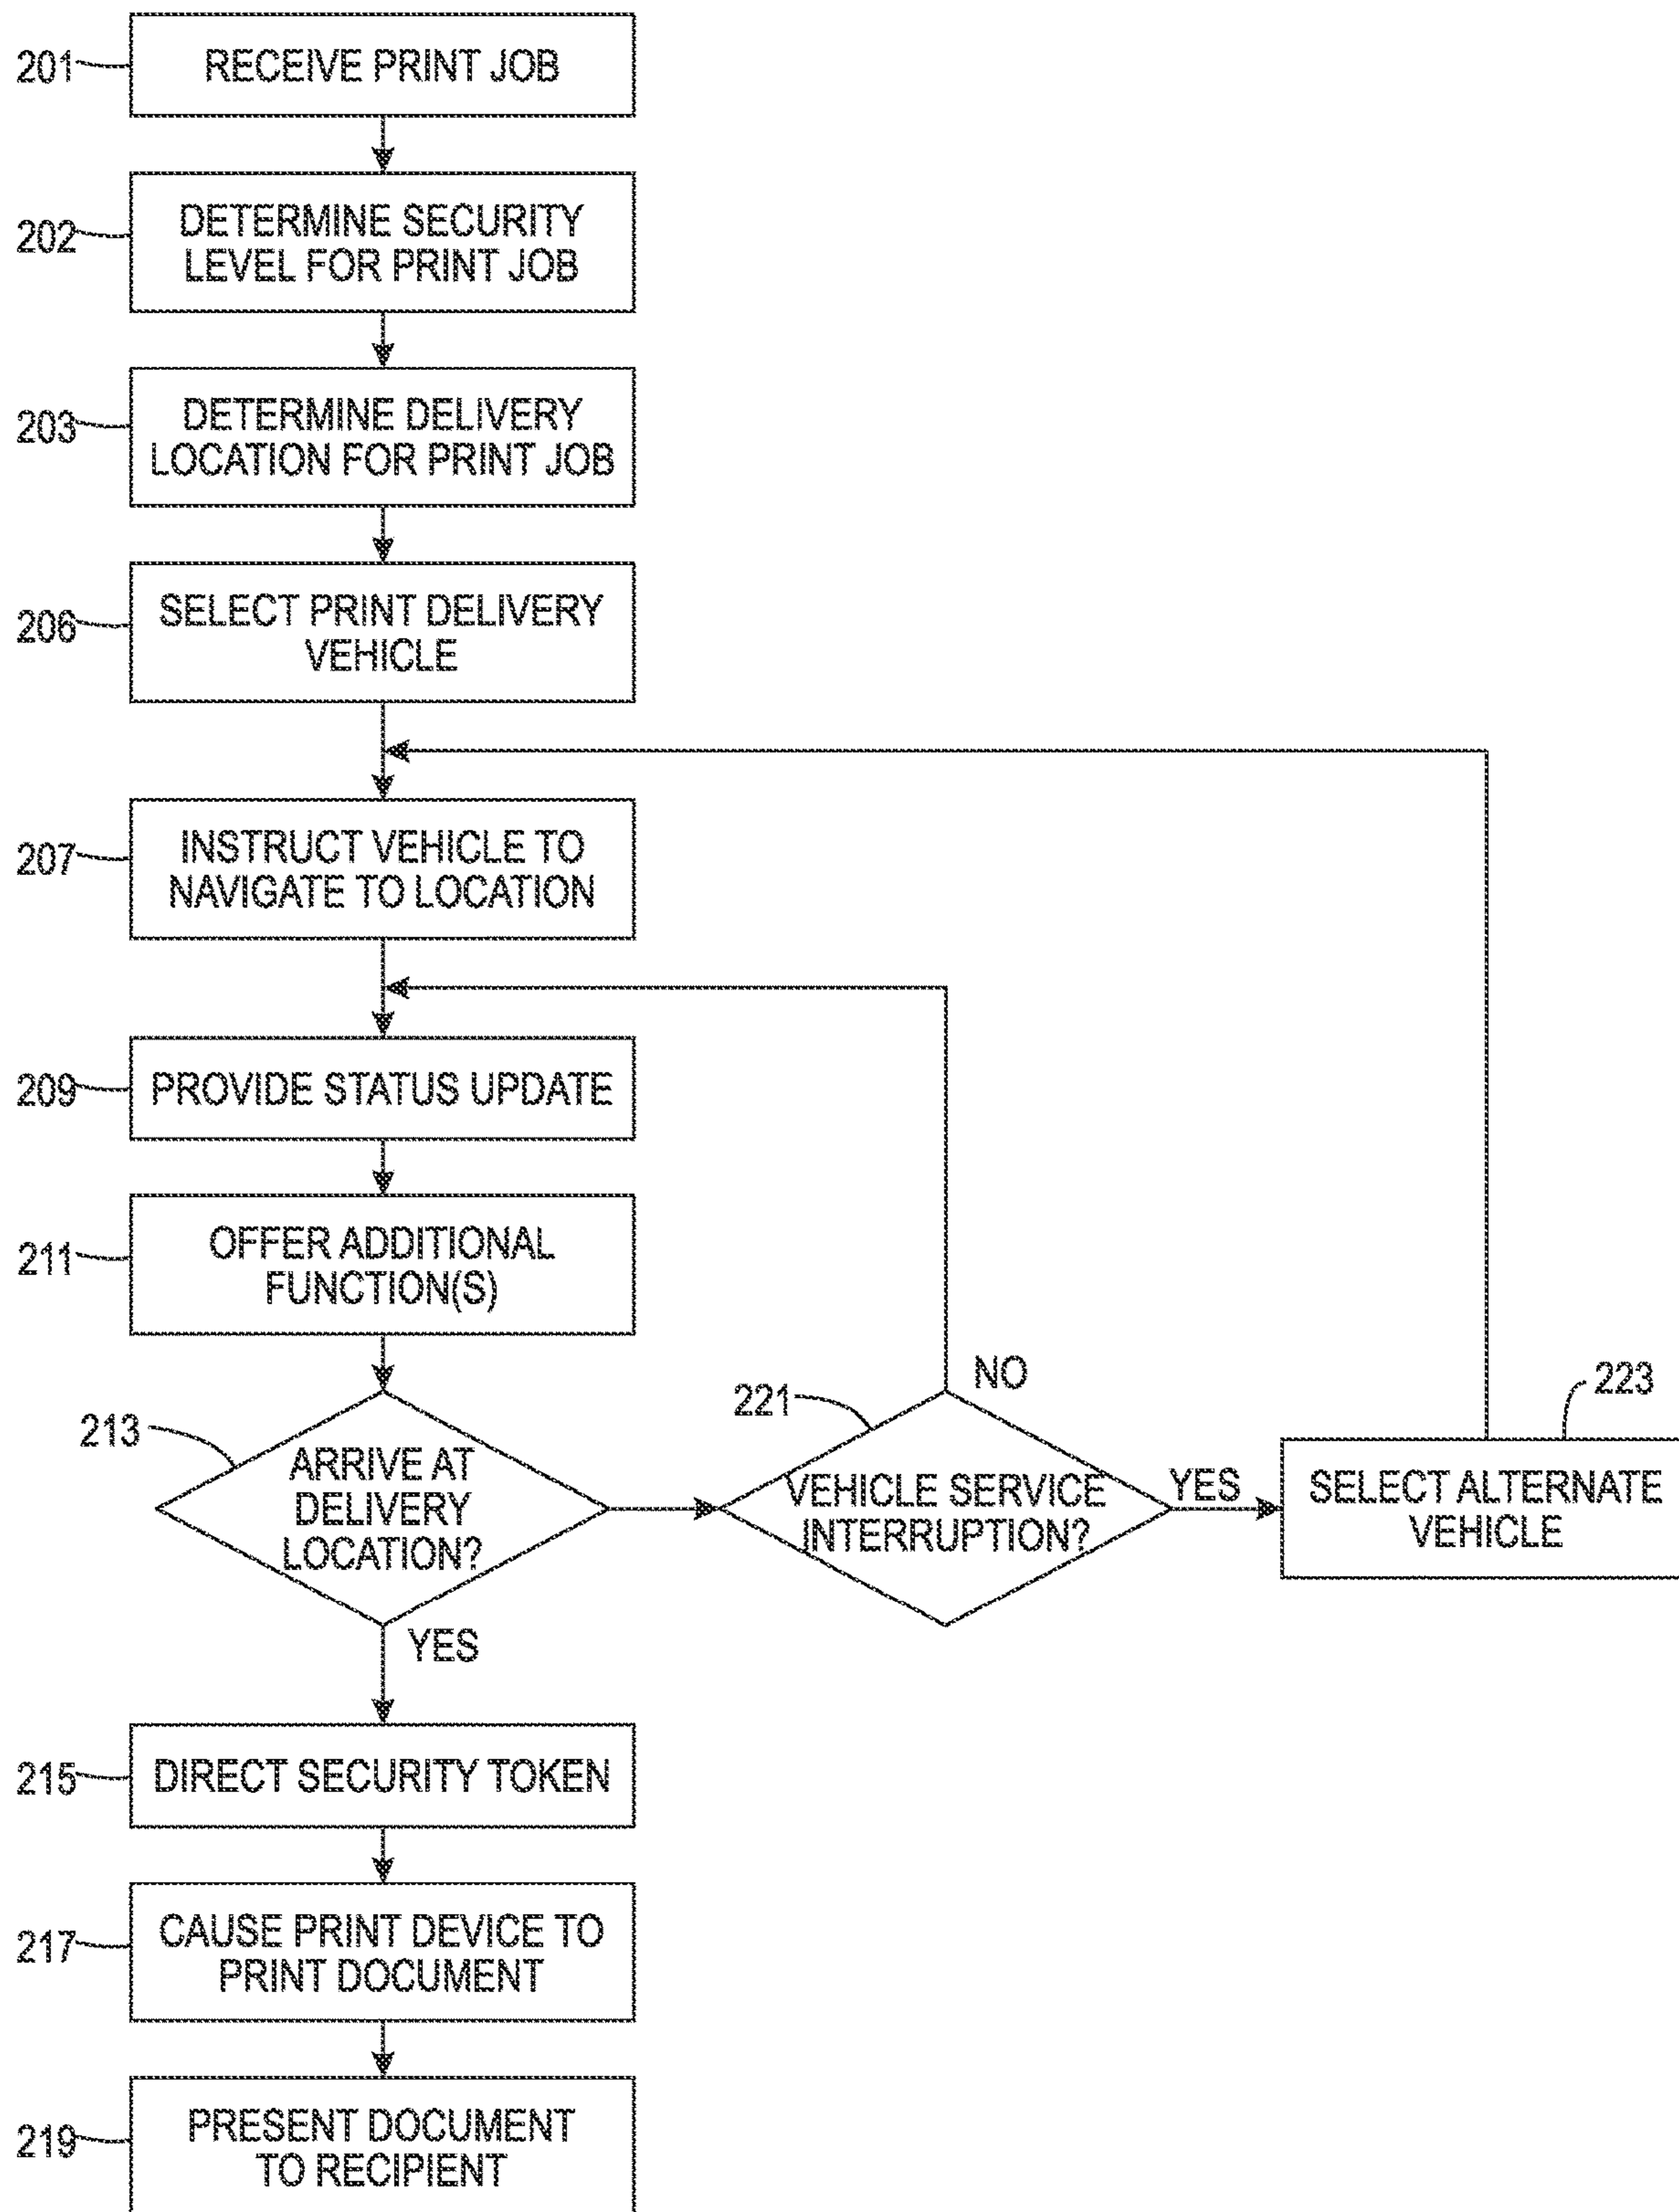 201
RECEIVE PRINT JOB
202
DETERMINE SECURITY
LEVEL FOR PRINT JOB
203
DETERMINE DELIVERY
LOCATION FOR PRINT JOB
206
SELECT PRINT DELIVERY
VEHICLE
207
INSTRUCT VEHICLE TO
NAVIGATE TO LOCATION
209
PROVIDE STATUS UPDATE
211
OFFER ADDITIONAL
FUNCTION(S)
213
ARRIVE AT
DELIVERY
LOCATION?
221
NO
VEHICLE SERVICE
INTERRUPTION?
YES
223
SELECT ALTERNATE
VEHICLE
YES
215
DIRECT SECURITY TOKEN
217
CAUSE PRINT DEVICE TO
PRINT DOCUMENT
219
PRESENT DOCUMENT
TO RECIPIENT